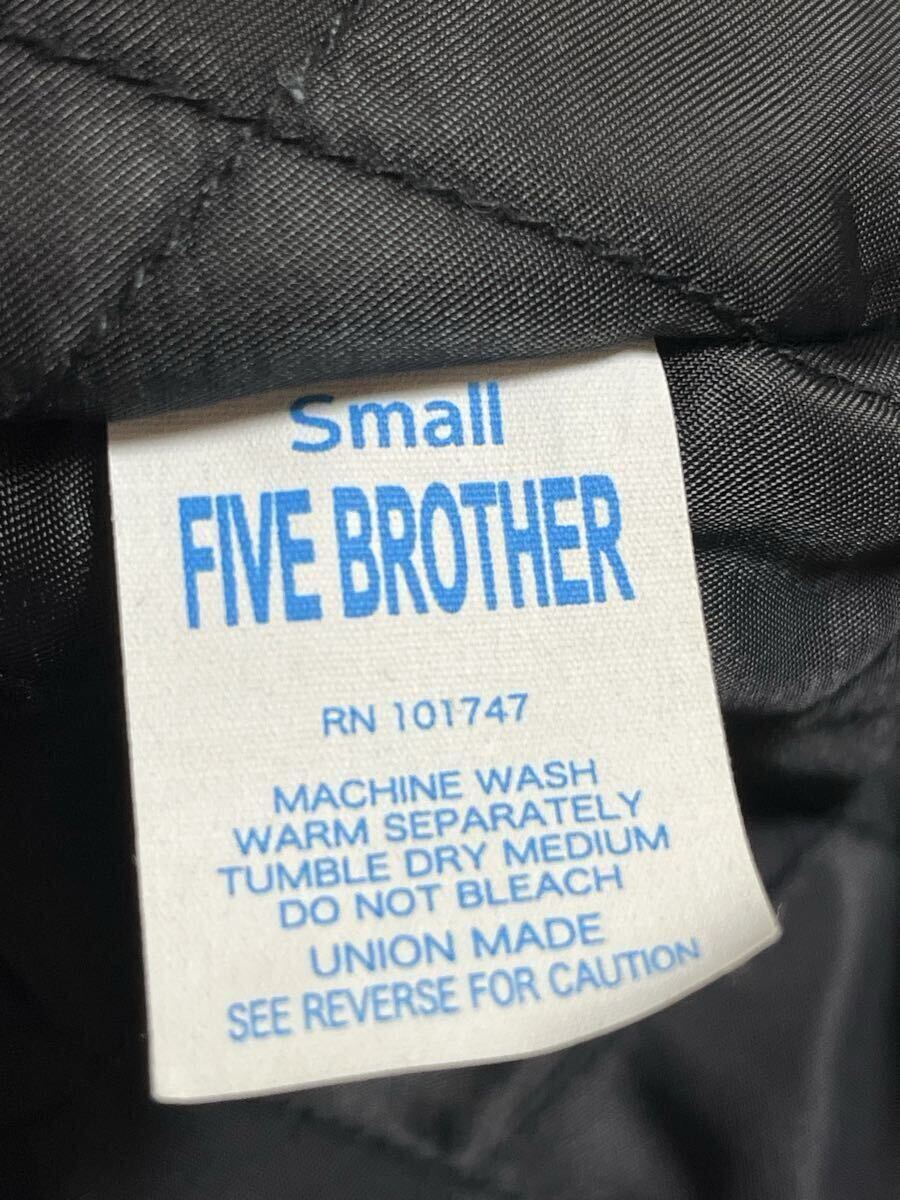 Small
FIVE BROTHER
RN 101747
MACHINE WASH
WARM SEPARATELY
TUMBLE DRY MEDIUM
DO NOT BLEACH
UNION MADE
SEE REVERSE FOR CAUTION